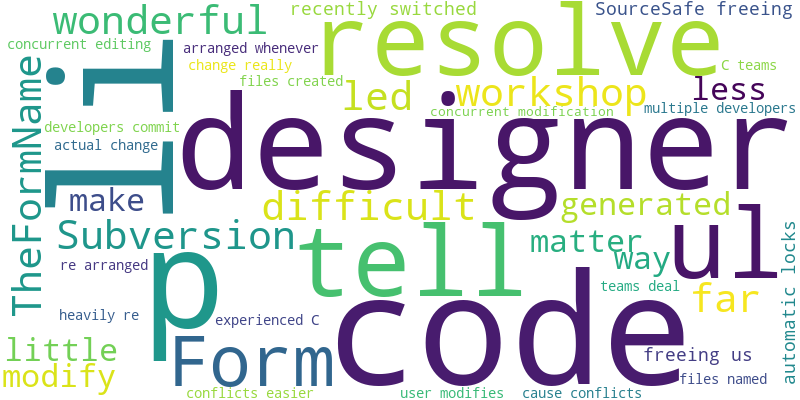 recently switched
SourceSafe freeing
wonderful
resolve
concurrent editing
arranged whenever
change really
C teams
files created
led
workshop
less
concurrent modification
multiple developers
TheFormName
li
designer
developers commit
actual change
make
difficult
generated
Subversion
tell
matter
way
ul
automatic locks
re arranged
p
teams deal
far
heavily re
experienced C
code
little
Form
freeing us
modify
files named
conflicts easier
user modifies
cause conflicts